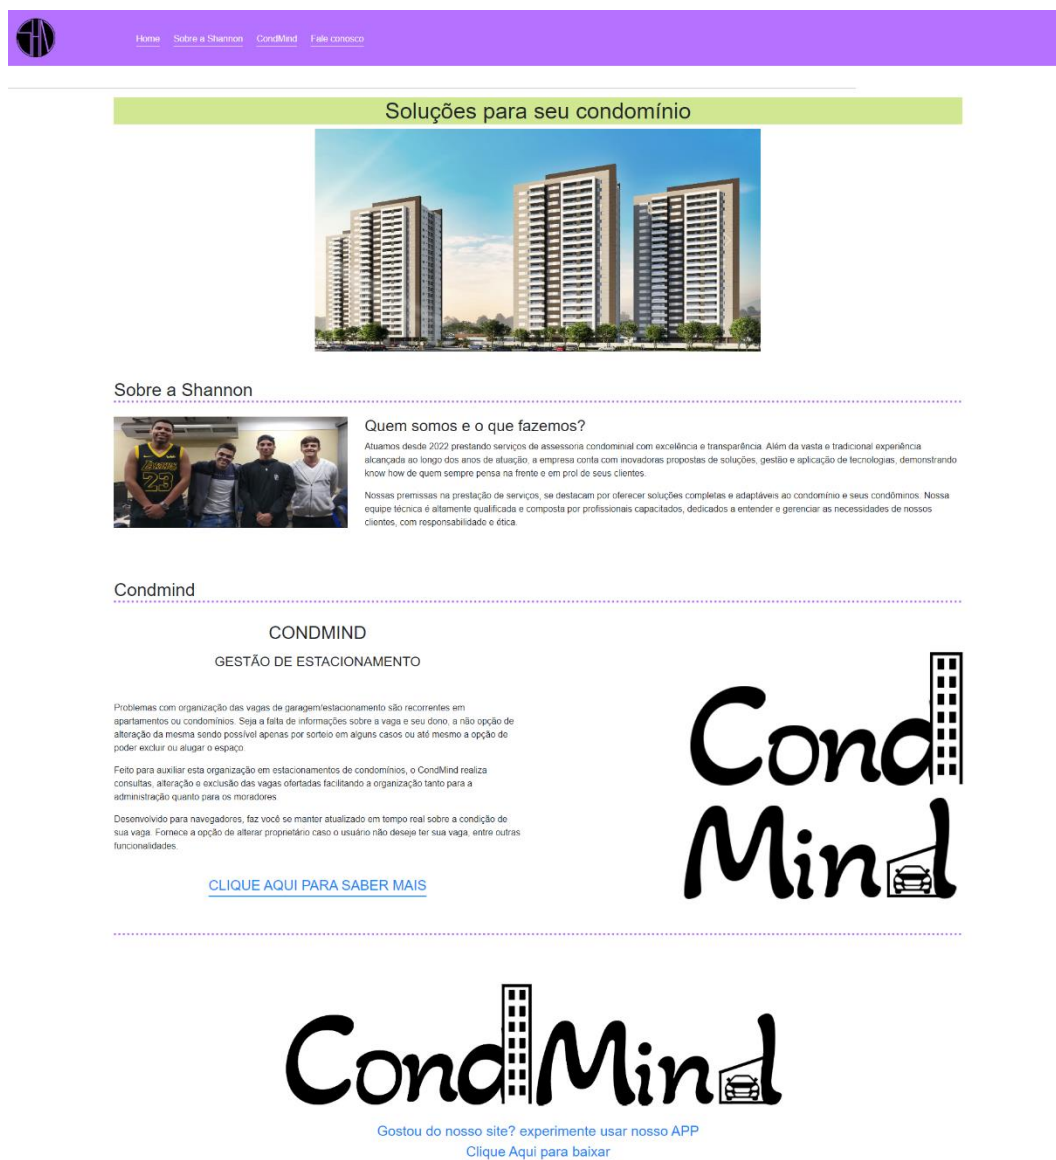 Home Sobre a Shannon CondMind Fale conosco
Soluções para seu condomínio
Sobre a Shannon
Quem somos e o que fazemos?
Atuamos desde 2022 prestando serviços de assessoria condominial com excelência e transparência. Além da vasta e tradicional experiência
alcançada ao longo dos anos de atuação, a empresa conta com inovadoras propostas de soluções, gestão e aplicação de tecnologias, demonstrando
know how de quem sempre pensa na frente e em prol de seus clientes.
Nossas premissas na prestação de serviços, se destacam por oferecer soluções completas e adaptáveis ao condomínio e seus condôminos. Nossa
equipe técnica é altamente qualificada e composta por profissionais capacitados, dedicados a entender e gerenciar as necessidades de nossos
clientes, com responsabilidade e ética.
LAKERS
23
Condmind
CONDMIND
GESTÃO DE ESTACIONAMENTO
Problemas com organização das vagas de garagem/estacionamento são recorrentes em
apartamentos ou condomínios. Seja a falta de informações sobre a vaga e seu dono, a não opção de
alteração da mesma sendo possível apenas por sorteio em alguns casos ou até mesmo a opção de
poder excluir ou alugar o espaço.
Feito para auxiliar esta organização em estacionamentos de condomínios, o CondMind realiza
consultas, alteração e exclusão das vagas ofertadas facilitando a organização tanto para a
administração quanto para os moradores
Desenvolvido para navegadores, faz você se manter atualizado em tempo real sobre a condição de
sua vaga. Fornece a opção de alterar proprietário caso o usuário não deseje ter sua vaga, entre outras
funcionalidades.
CLIQUE AQUI PARA SABER MAIS
Cond
Mind
CondMind
Gostou do nosso site? experimente usar nosso APP
Clique Aqui para baixar